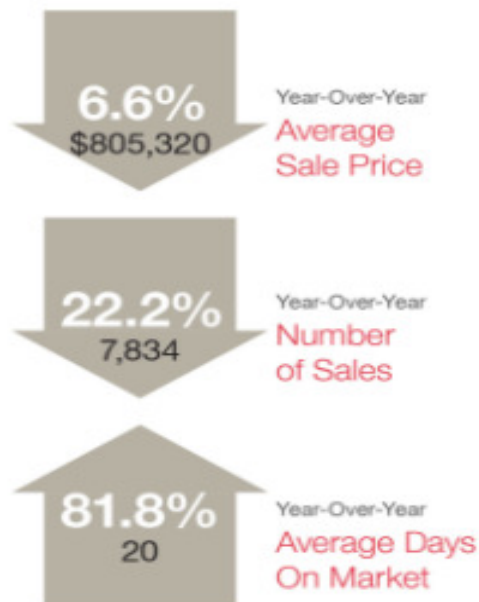 6.6%
$805,320
Year-Over-Year
Average
Sale Price
22.2%
7,834
Year-Over-Year
Number
of Sales
81.8%
20
Year-Over-Year
Average Days
On Market